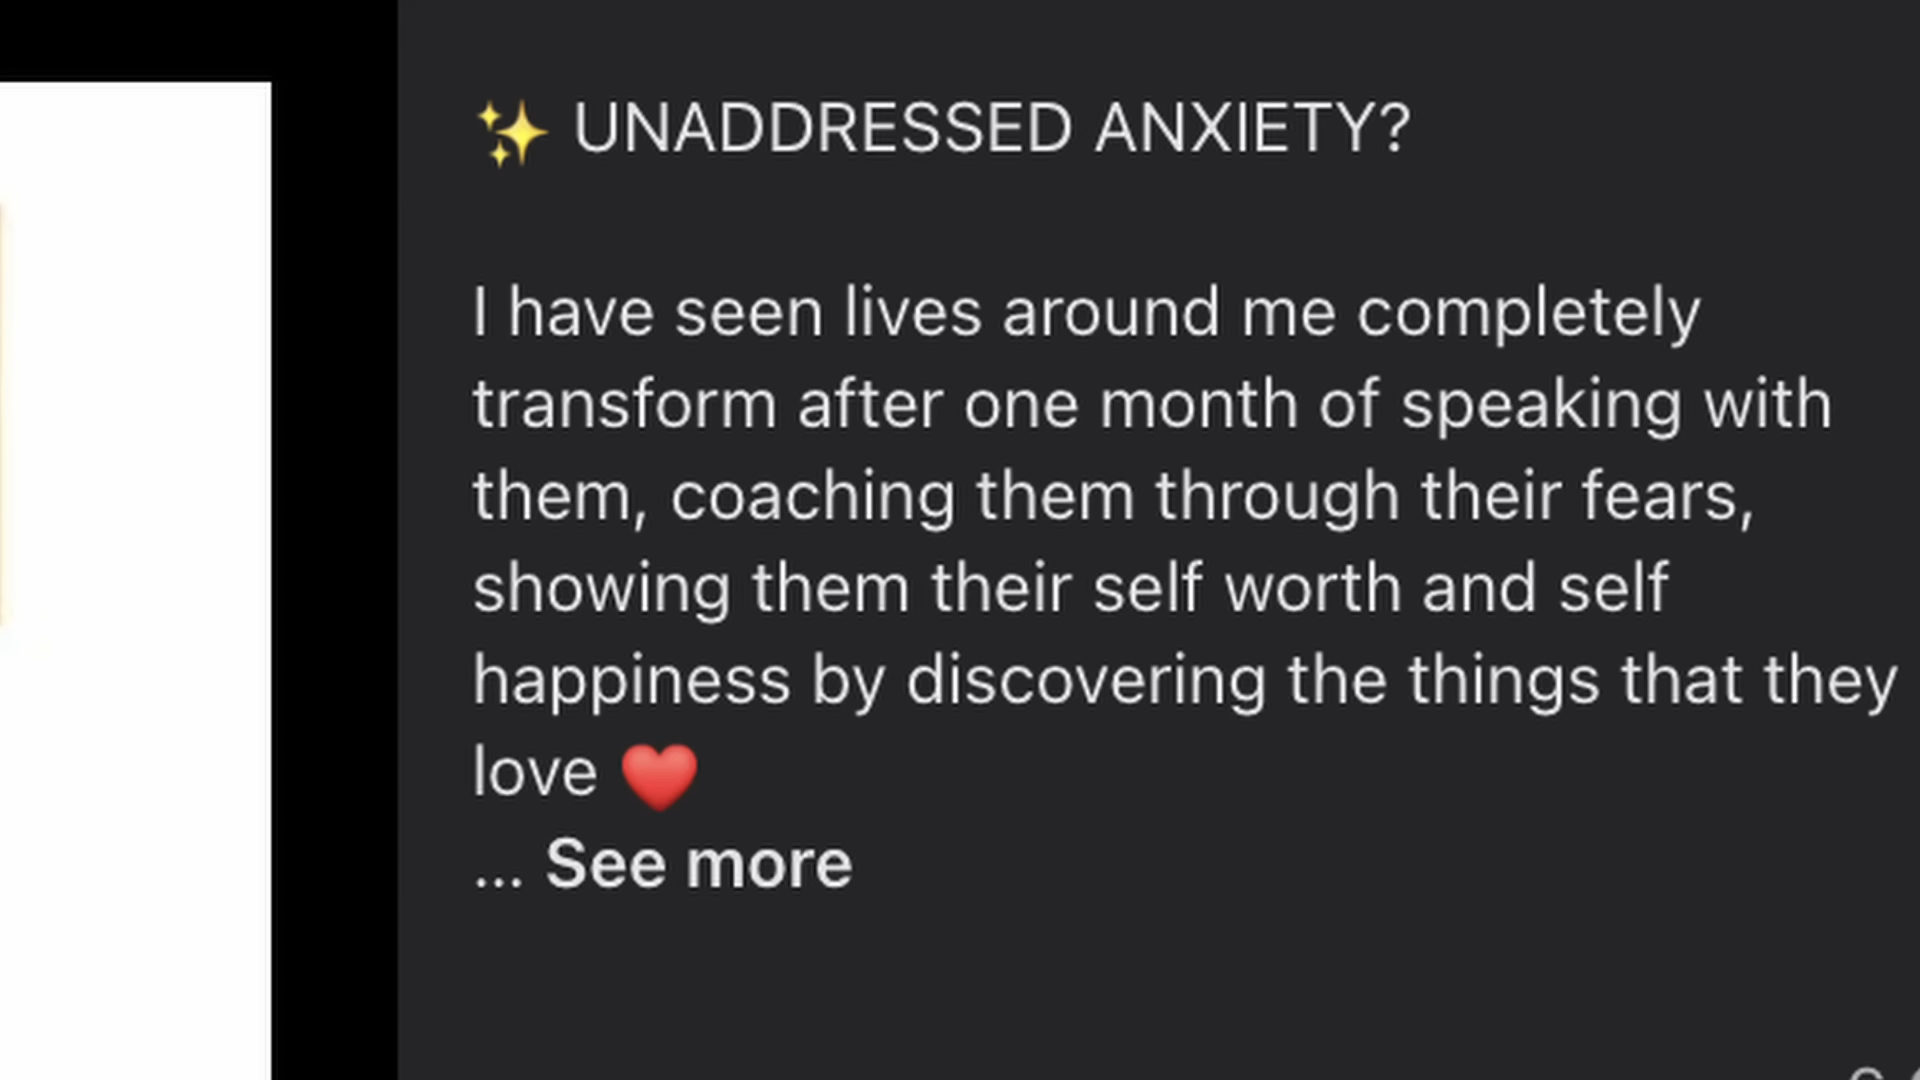 ✨ UNADDRESSED ANXIETY?
I have seen lives around me completely
transform after one month of speaking with
them, coaching them through their fears,
showing them their self worth and self
happiness by discovering the things that they
love ❤️
... See more